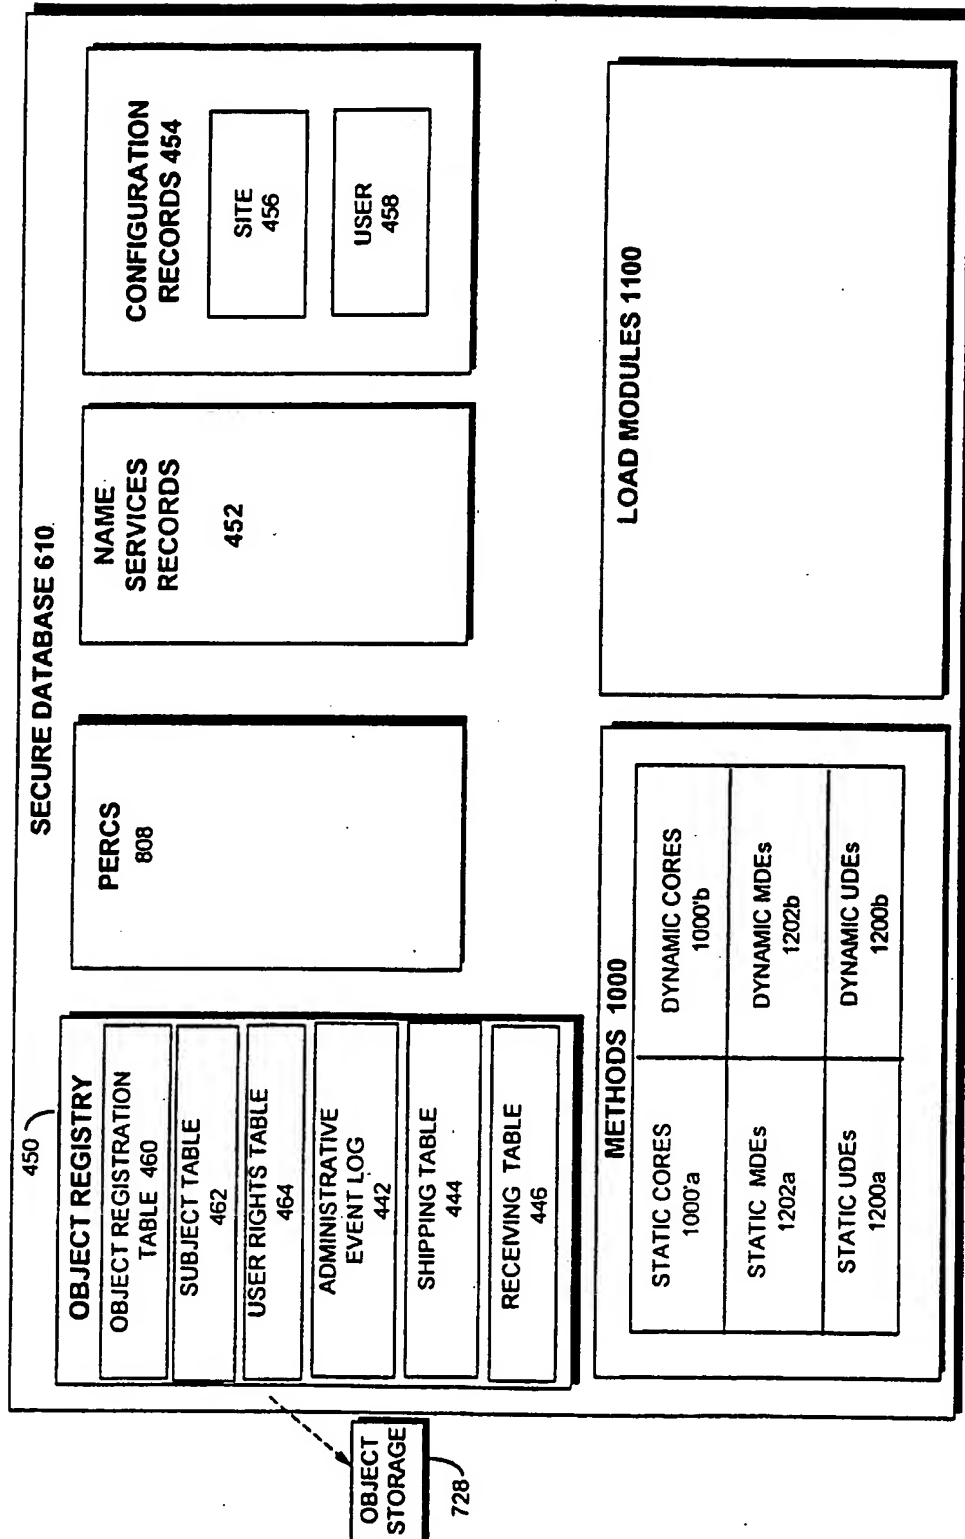 SECURE DATABASE 610
450
OBJECT REGISTRY
OBJECT REGISTRATION
TABLE 460
SUBJECT TABLE
462
USER RIGHTS TABLE
464
ADMINISTRATIVE
EVENT LOG
442
SHIPPING TABLE
444
RECEIVING TABLE
446
PERCS
808
NAME
SERVICES
RECORDS
452
CONFIGURATION
RECORDS 454
SITE
456
USER
458
OBJECT
STORAGE
728
METHODS 1000
STATIC CORES
1000'a
DYNAMIC CORES
1000'b
STATIC MDEs
1202a
DYNAMIC MDEs
1202b
STATIC UDEs
1200a
DYNAMIC UDEs
1200b
LOAD MODULES 1100